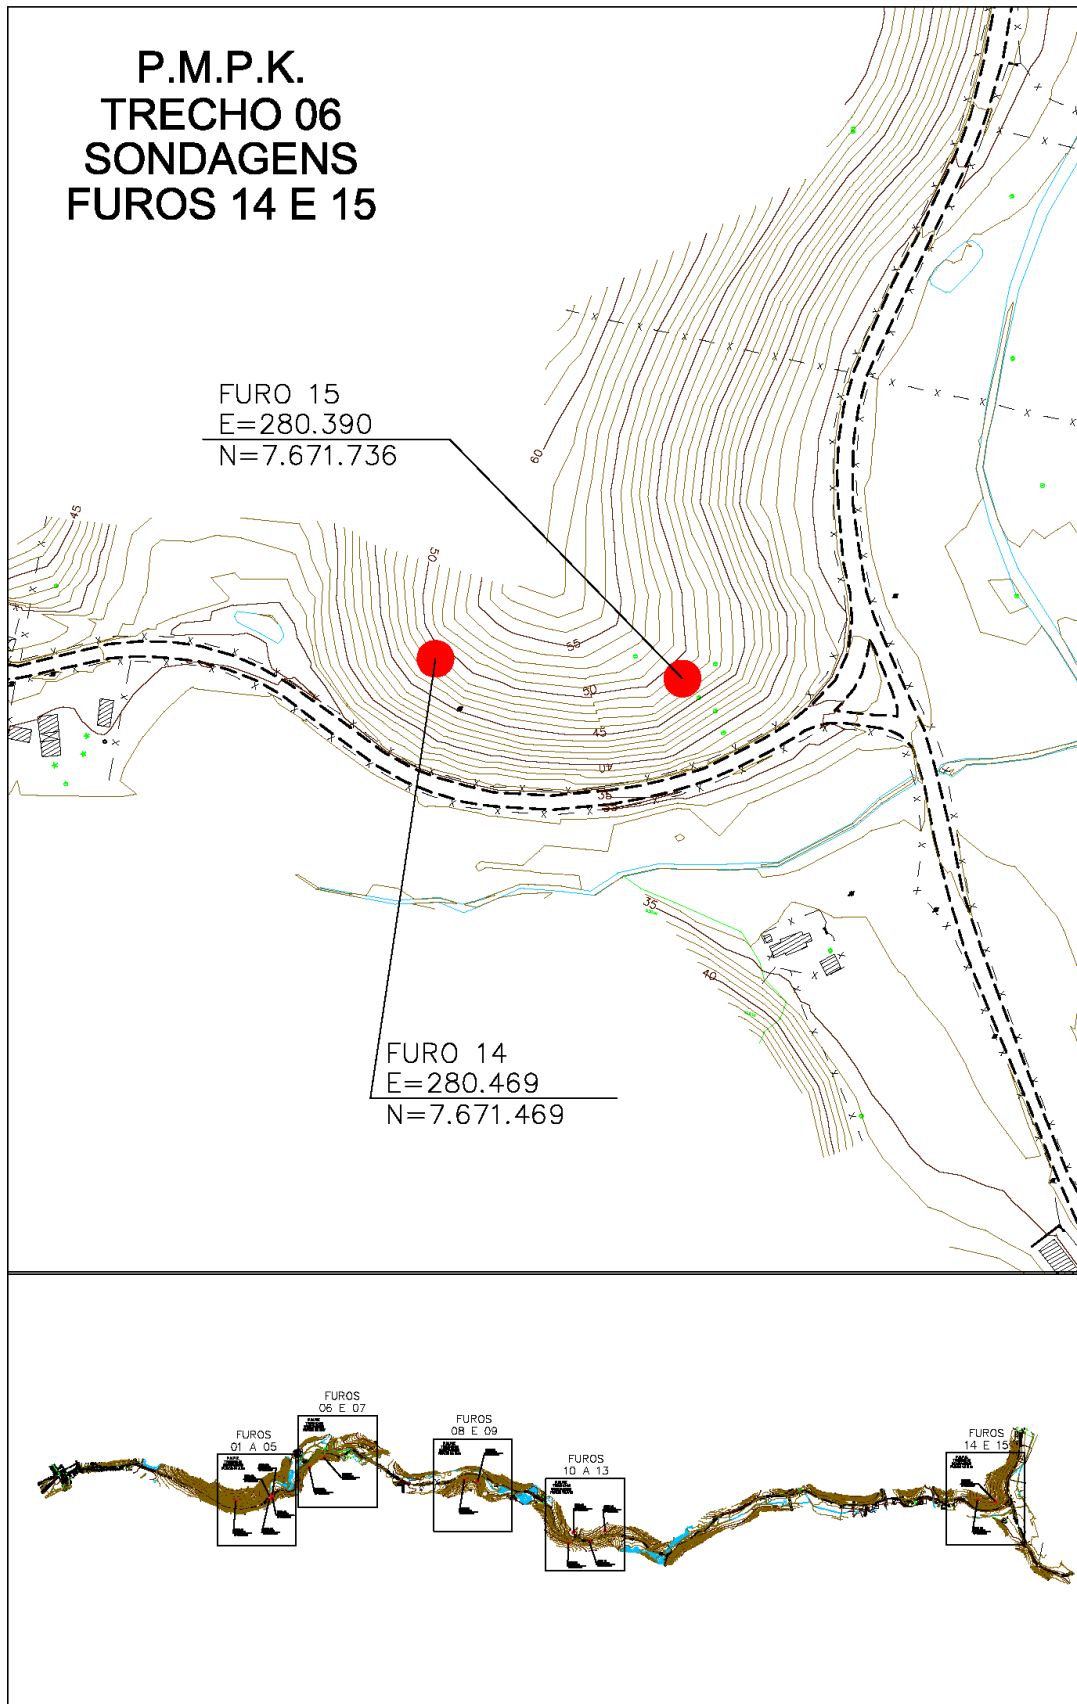 P.M.P.K.
TRECHO 06
SONDAGENS
FUROS 14 E 15
FURO 15
E=280.390
N=7.671.736
60
45
50
55
50
45
40
35
35
35
40
FURO 14
E=280.469
N=7.671.469
FUROS
01 A 05
FUROS
06 E 07
FUROS
08 E 09
FUROS
10 A 13
FUROS
14 E 15